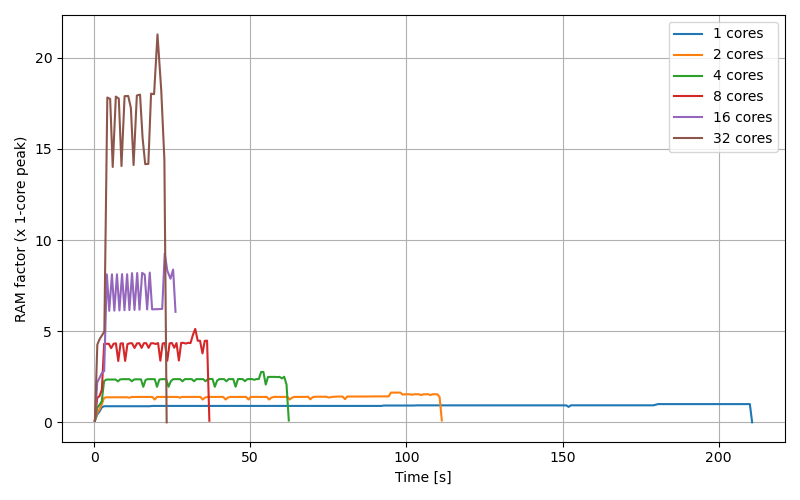 RAM factor (x 1-core peak)
20
15
10
5
0
1 cores
2 cores
4 cores
8 cores
16 cores
32 cores
0 50 100 150 200
Time [s]